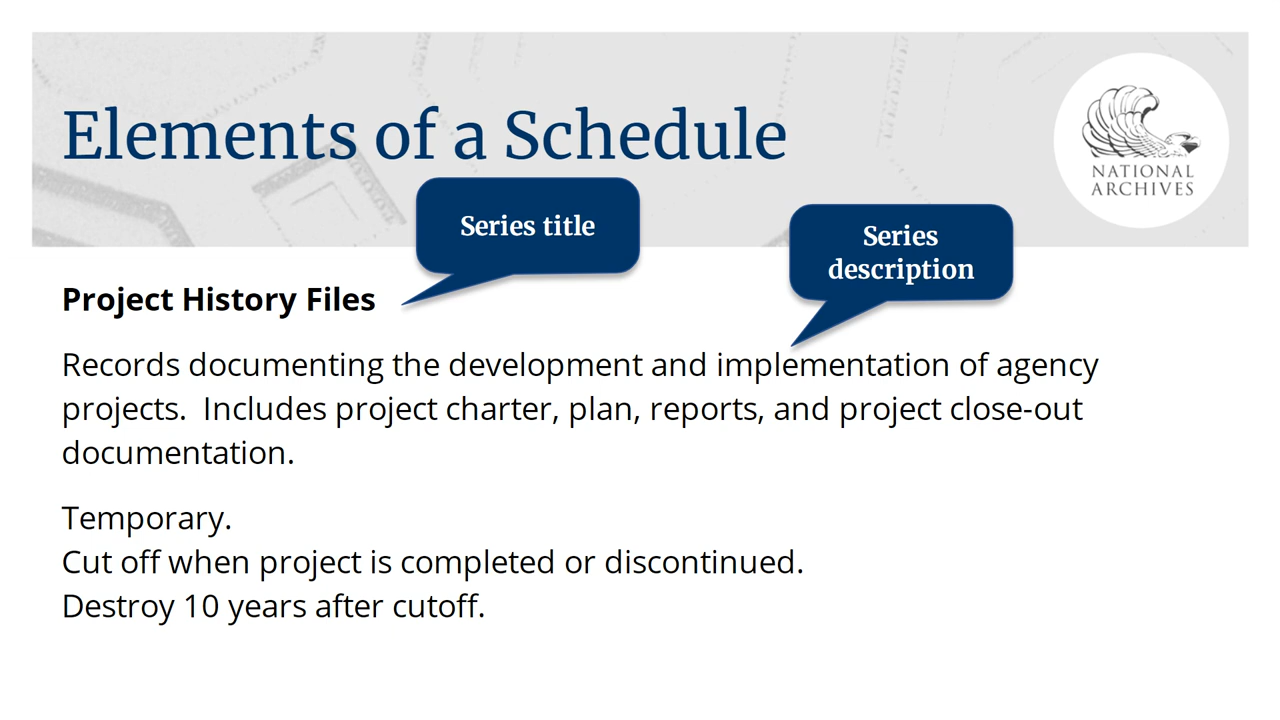 Elements of a Schedule
NATIONAL
ARCHIVES
Series title
Series
description
Project History Files
Records documenting the development and implementation of agency
projects.  Includes project charter, plan, reports, and project close-out
documentation.
Temporary.
Cut off when project is completed or discontinued.
Destroy 10 years after cutoff.